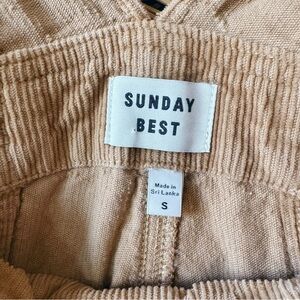 SUNDAY
BEST
Made in
Sri Lanka
S